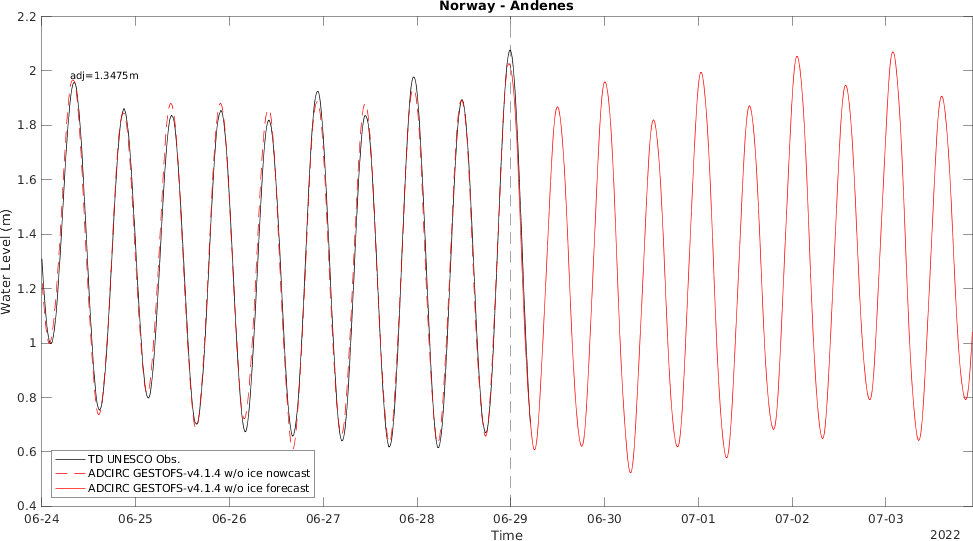 Norway - Andenes
2.2
2
1.8
1.6
1.4
1.2
1
0.8
0.6
0.4
Water Level (m)
adj=1.3475m
TD UNESCO Obs.
ADCIRC GESTOFS-v4.1.4 w/o ice nowcast
ADCIRC GESTOFS-v4.1.4 w/o ice forecast
06-24 06-25 06-26 06-27 06-28 06-29 06-30 07-01 07-02 07-03
Time
2022